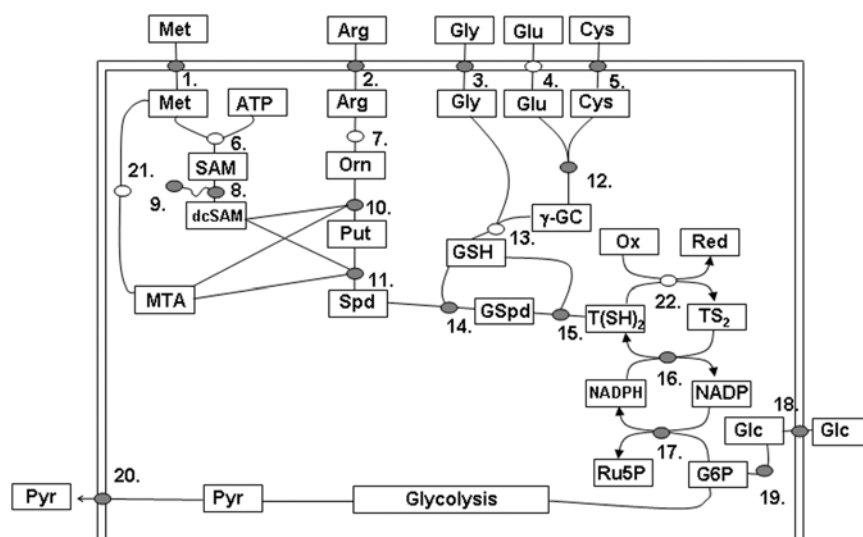 Met Arg Gly Glu Cys
1. 2. 3. 4. 5.
Met ATP Arg Gly Glu Cys
6. 7.
21. SAM Orn 12.
9. 8. 10.
dcSAM γ-GC
Put 13. Ox Red
GSH
MTA 11. 22.
Spd 14. GSpd 15. T(SH)2 TS2
16.
NADPH NADP 18.
Glc Glc
17.
Ru5P G6P 19.
20.
Pyr Pyr Glycolysis